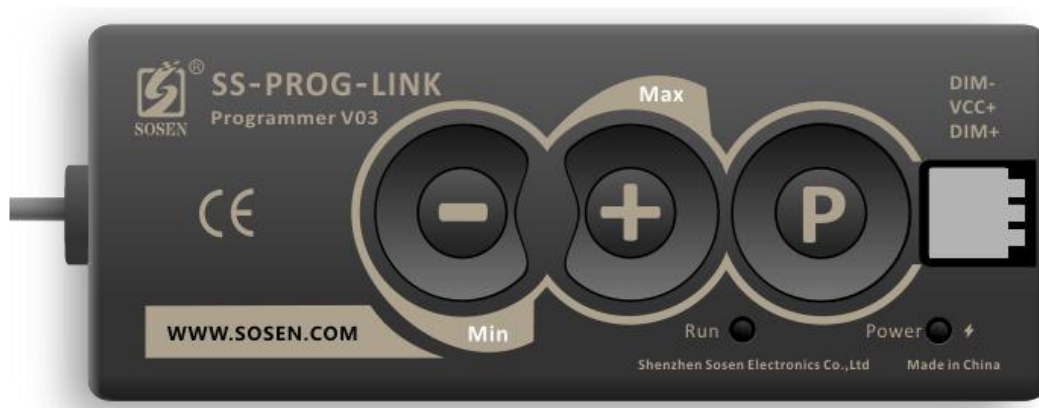 SOSEN
®
SS-PROG-LINK
Programmer V03
Max
DIM-
VCC+
DIM+
CE
- + P
WWW.SOSEN.COM
Min
Run
Power
Shenzhen Sosen Electronics Co.,Ltd
Made in China